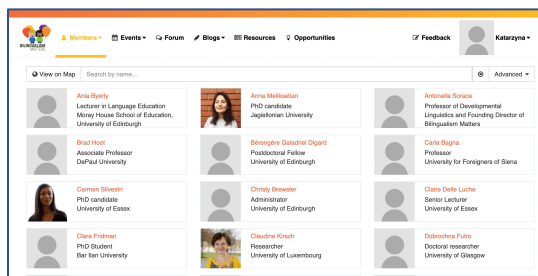 BILINGUALISM
MATTERS
Members
Events
Forum
Blogs
Resources
Opportunities
Feedback
Katarzyna
View on Map
Search by name...
Advanced
Ania Byerly
Lecturer in Language Education
Moray House School of Education,
University of Edinburgh
Anna Meliksetian
PhD candidate
Jagiellonian University
Antonella Sorace
Professor of Developmental
Linguistics and Founding Director of
Bilingualism Matters
Brad Hoot
Associate Professor
DePaul University
Bérengère Galadriel Digard
Postdoctoral Fellow
University of Edinburgh
Carla Bagna
Professor
University for Foreigners of Siena
Carmen Silvestri
PhD candidate
University of Essex
Christy Brewster
Administrator
University of Edinburgh
Claire Delle Luche
Senior Lecturer
University of Essex
Clara Fridman
PhD Student
Bar Ilan University
Claudine Kirsch
Researcher
University of Luxembourg
Dobrochna Futro
Doctoral researcher
University of Glasgow